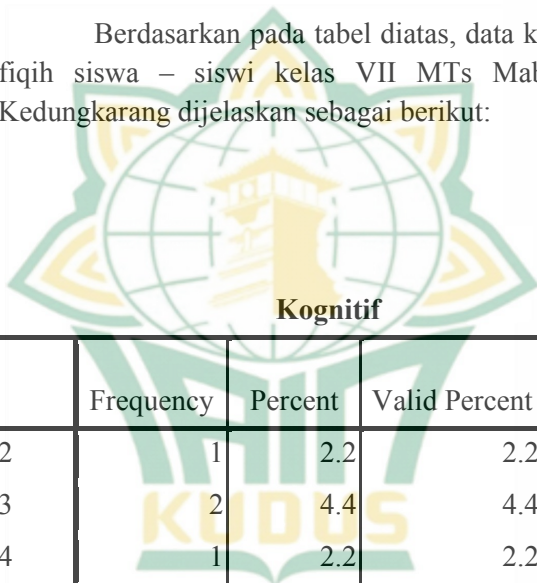 Berdasarkan pada tabel diatas, data k
fiqih siswa – siswi kelas VII MTs Mab
Kedungkarang dijelaskan sebagai berikut:
Kognitif
Frequency Percent Valid Percent
2 1 2.2 2.2
3 2 4.4 4.4
4 1 2.2 2.2
IAIN
KUDUS